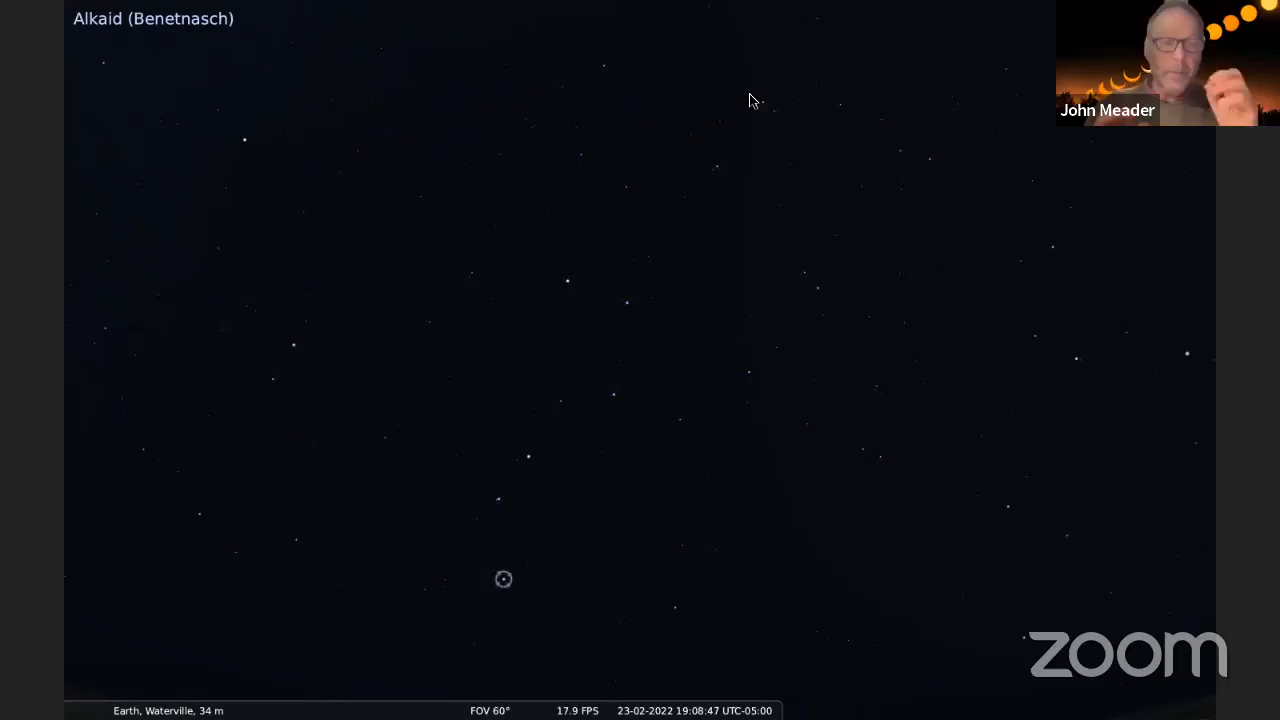 Alkaid (Benetnasch)
John Meader
zoom
Earth, Waterville, 34 m
FOV 60°
17.9 FPS
23-02-2022 19:08:47 UTC-05:00